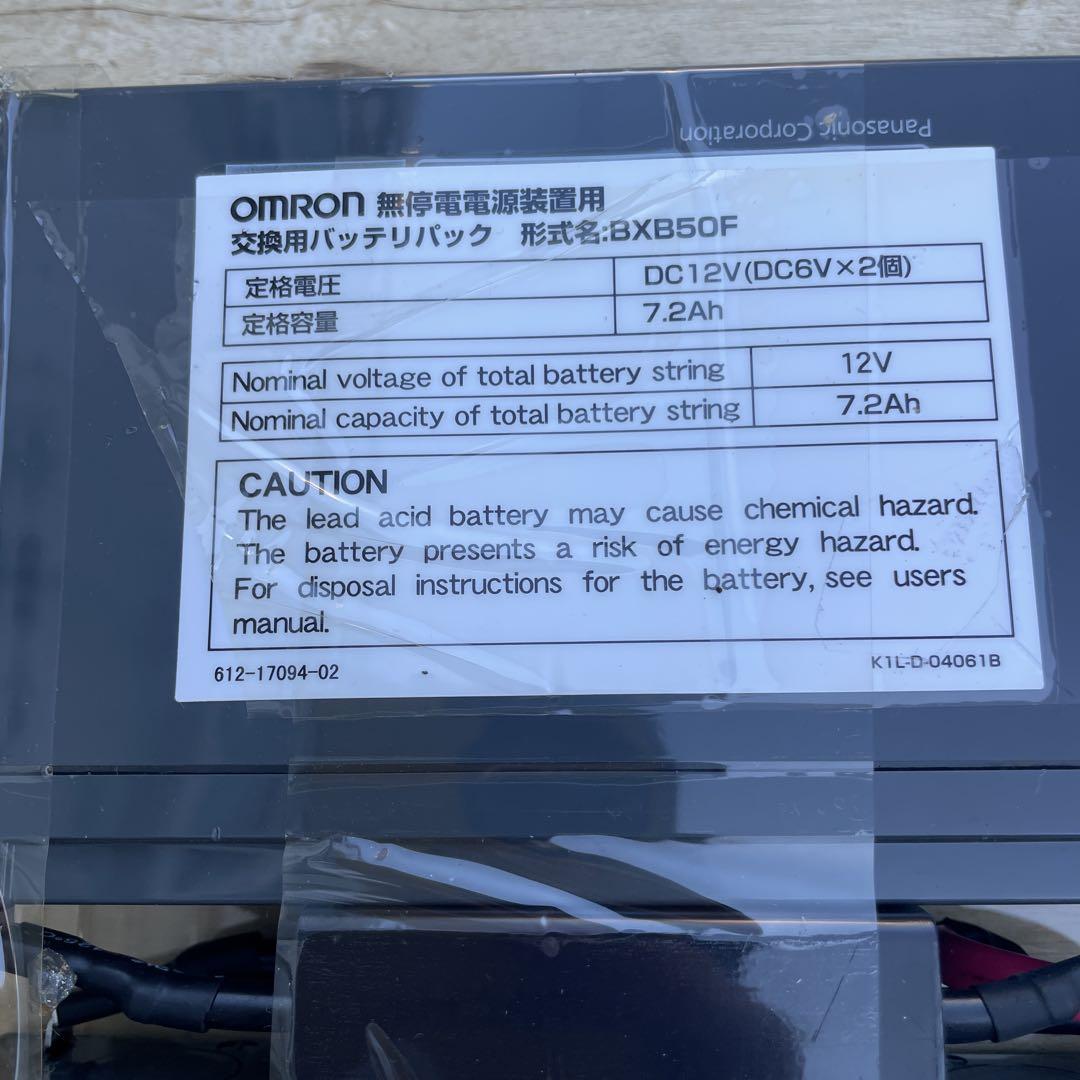 Panasonic Corporation
OMRON 無停電電源装置用
交換用バッテリパック 形式名:BXB50F
定格電圧 DC12V(DC6V×2個)
定格容量 7.2Ah
Nominal voltage of total battery string 12V
Nominal capacity of total battery string 7.2Ah
CAUTION
The lead acid battery may cause chemical hazard.
The battery presents a risk of energy hazard.
For disposal instructions for the battery, see users
manual.
612-17094-02 K1L-D-04061B